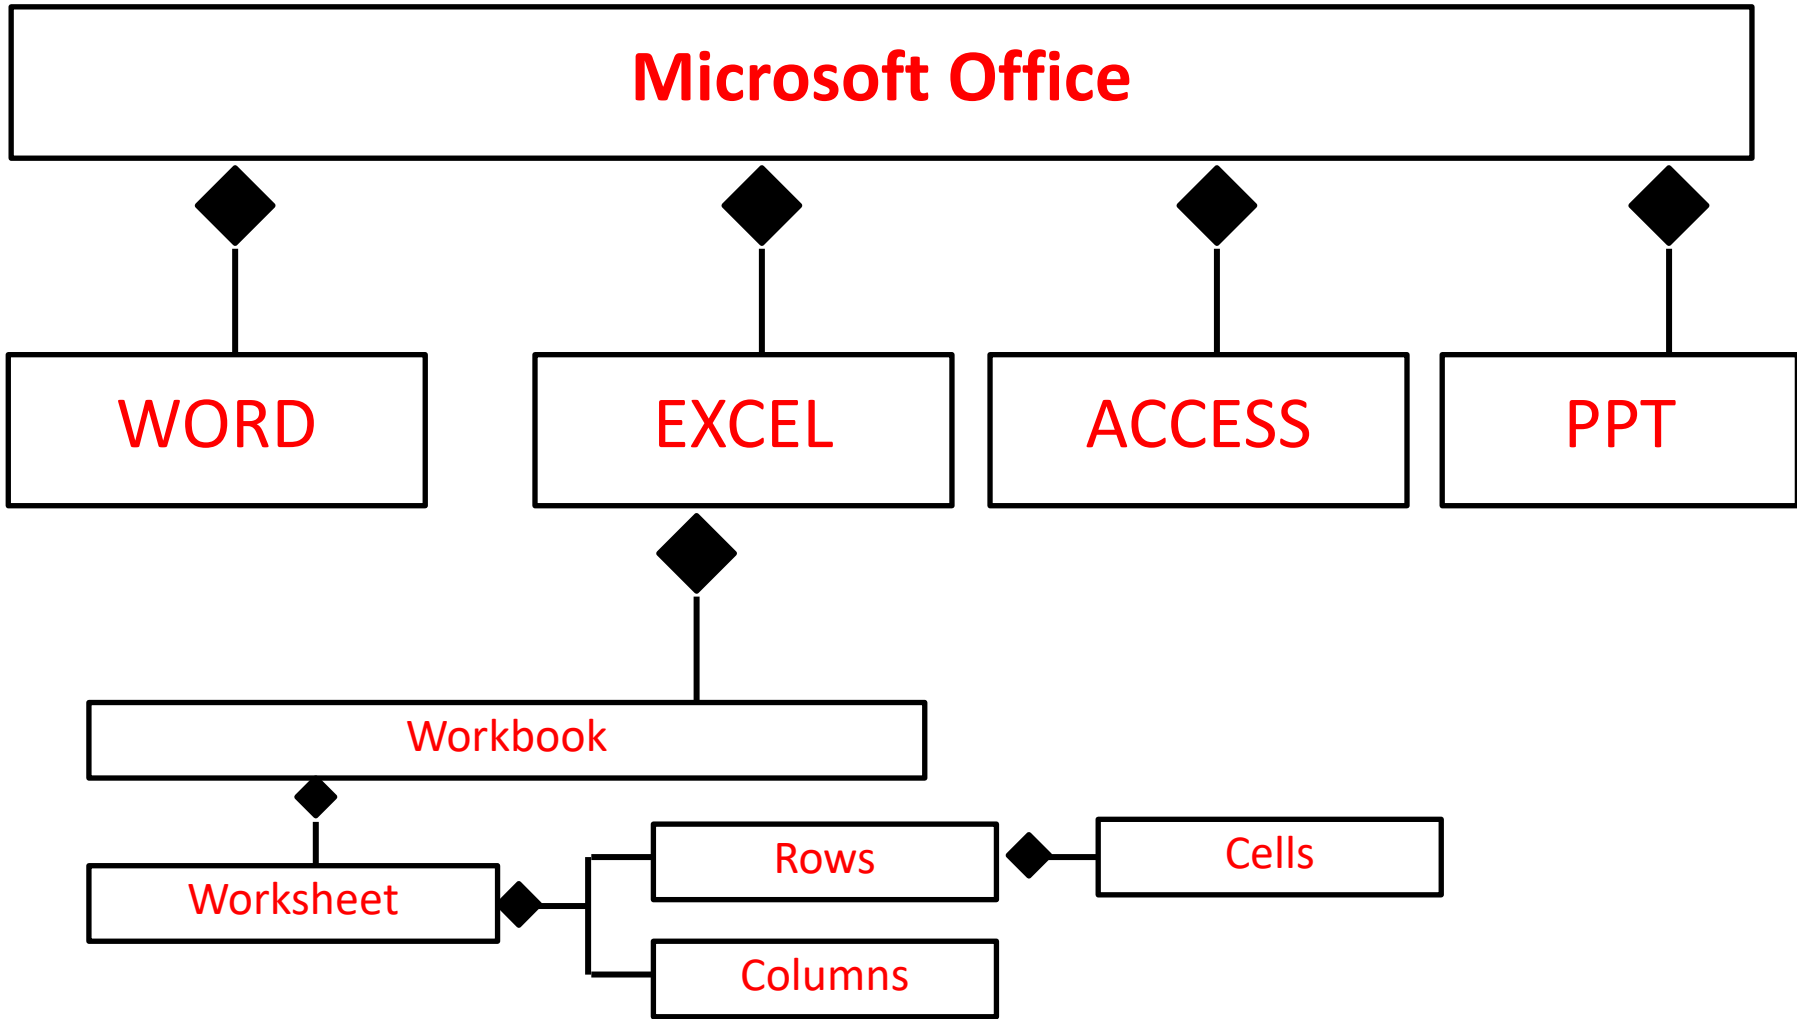 Microsoft Office
WORD
EXCEL
ACCESS
PPT
Workbook
Worksheet
Rows
Cells
Columns